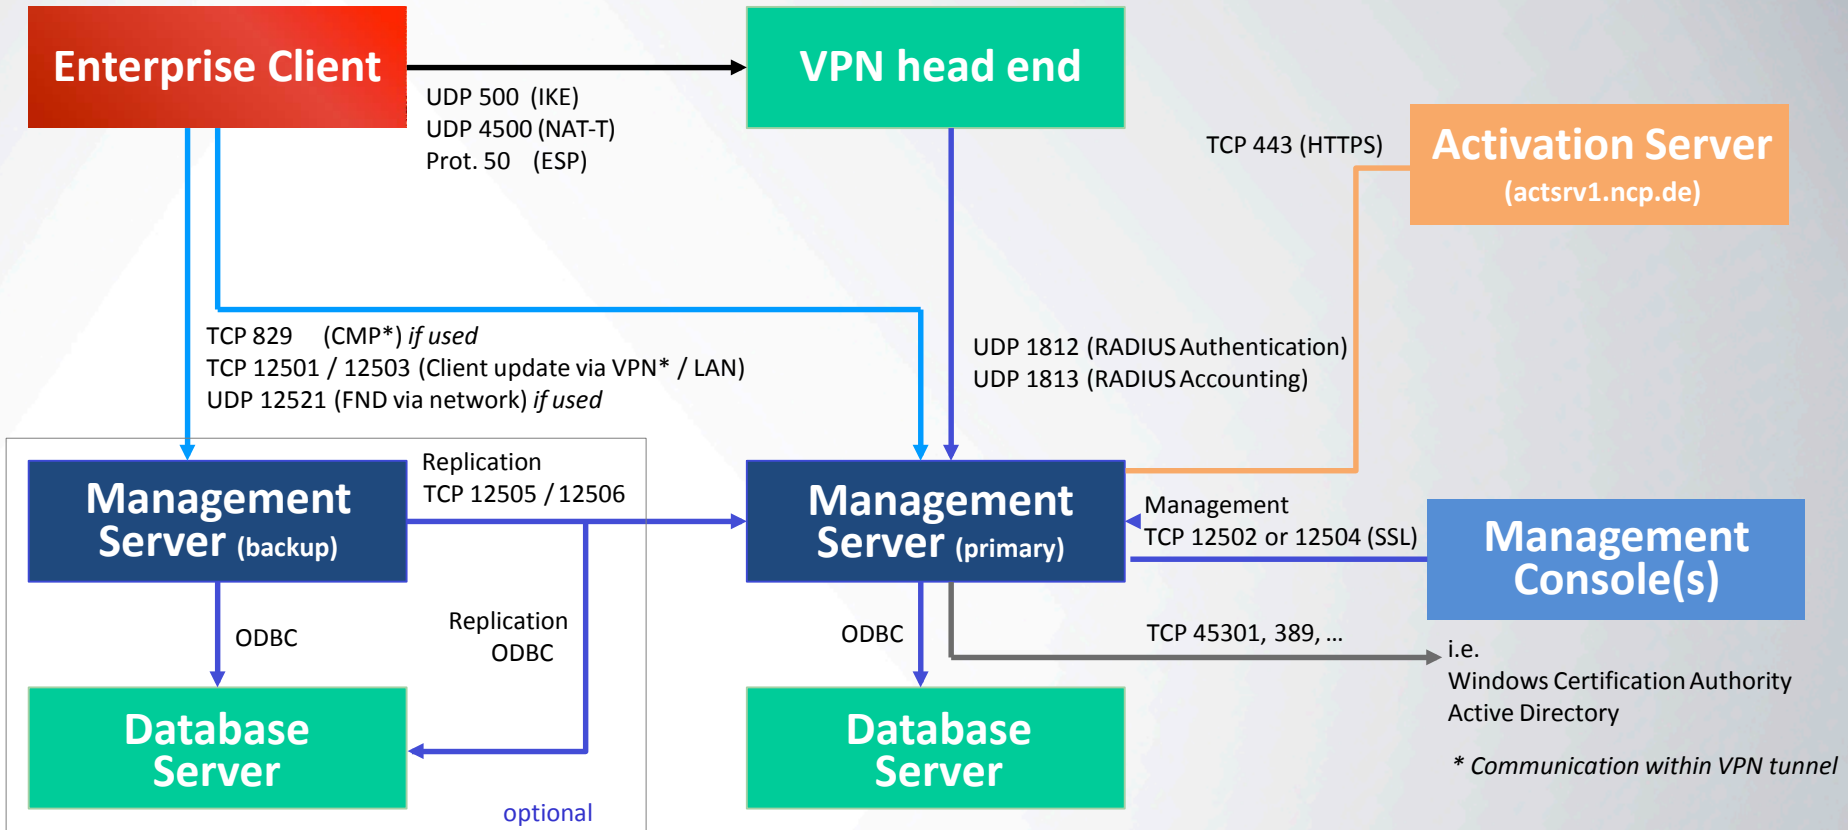 Enterprise Client
VPN head end
UDP 500 (IKE)
UDP 4500 (NAT-T)
Prot. 50 (ESP)
TCP 443 (HTTPS)
Activation Server
(actsrv1.ncp.de)
TCP 829 (CMP*) if used
TCP 12501 / 12503 (Client update via VPN* / LAN)
UDP 12521 (FND via network) if used
UDP 1812 (RADIUS Authentication)
UDP 1813 (RADIUS Accounting)
Management
Server (backup)
Replication
TCP 12505 / 12506
Management
Server (primary)
Management
TCP 12502 or 12504 (SSL)
Management
Console(s)
ODBC
Replication
ODBC
ODBC
TCP 45301, 389, ...
i.e.
Windows Certification Authority
Active Directory
Database
Server
Database
Server
* Communication within VPN tunnel
optional